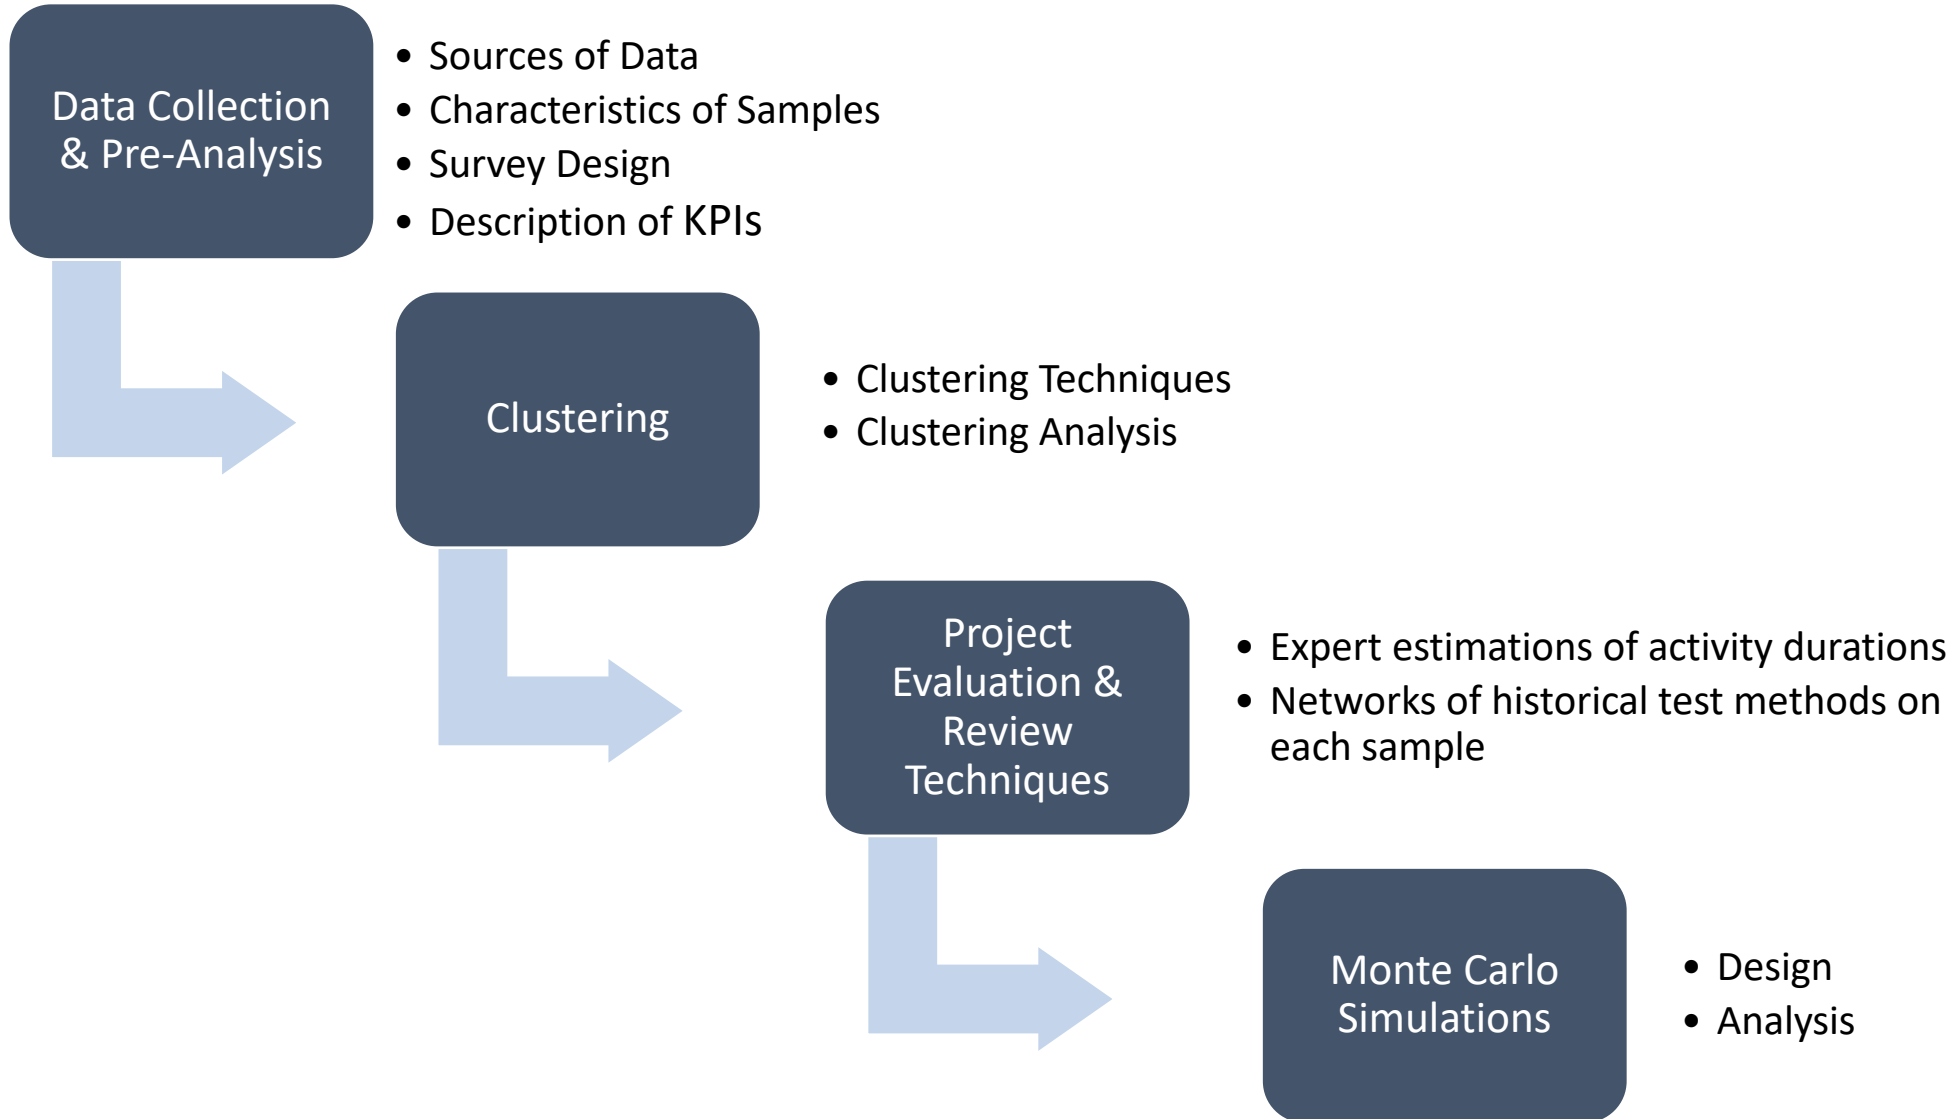 Data Collection
& Pre-Analysis
• Sources of Data
• Characteristics of Samples
• Survey Design
• Description of KPIs
Clustering
• Clustering Techniques
• Clustering Analysis
Project
Evaluation &
Review
Techniques
• Expert estimations of activity durations
• Networks of historical test methods on
each sample
Monte Carlo
Simulations
• Design
• Analysis